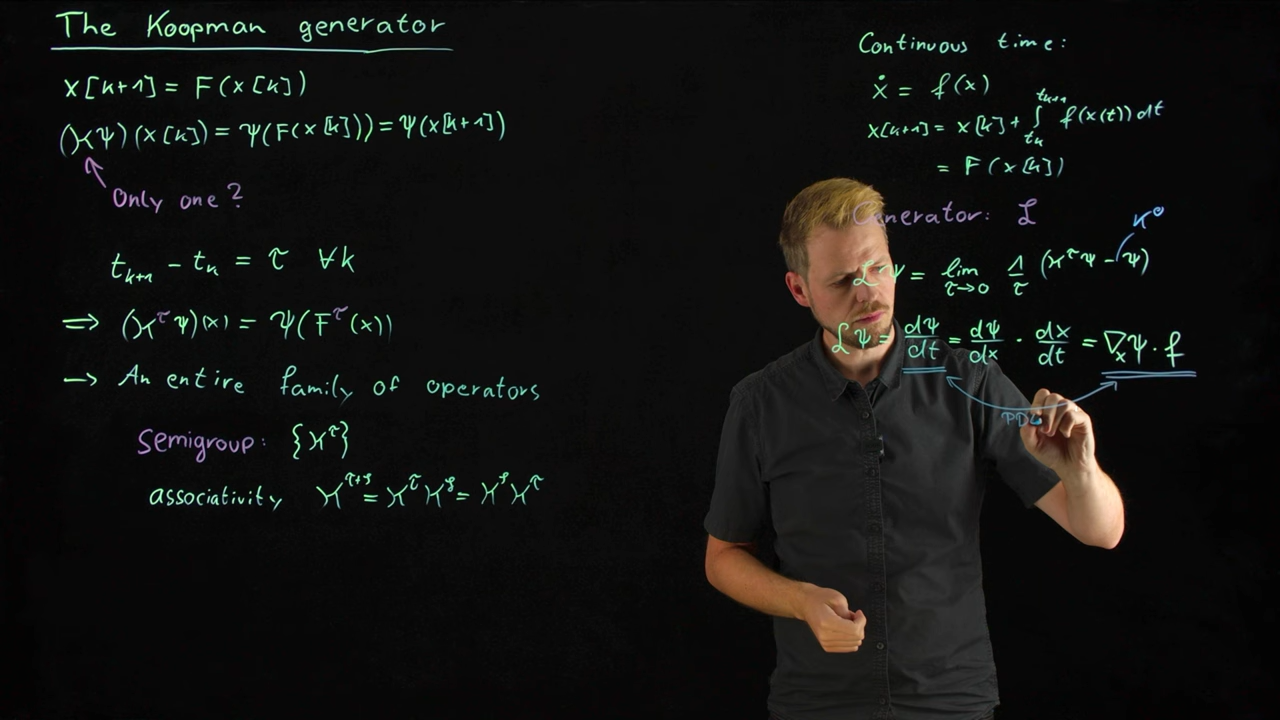 The Koopman generator
x[k+1] = F(x[k])
(𝒦ψ)(x[k]) = ψ(F(x[k])) = ψ(x[k+1])
Only one?
t_{k+1} - t_k = τ ∀k
⇒ (𝒦^τ ψ)(x) = ψ(F^τ(x))
→ An entire family of operators
Semigroup: {𝒦^τ}
associativity 𝒦^{τ+s} = 𝒦^τ 𝒦^s = 𝒦^s 𝒦^τ
Continuous time:
ẋ = f(x)
x[k+1] = x[k] + ∫_{t_k}^{t_{k+1}} f(x(t)) dt
= F(x[k])
Generator: ℒ
𝒦^0
ℒψ = lim_{τ→0} 1/τ (𝒦^τ ψ - ψ)
ℒψ = dψ/dt = dψ/dx · dx/dt = ∇_x ψ · f